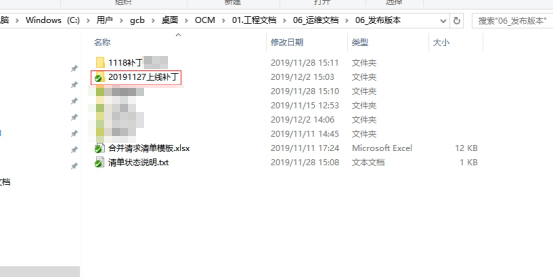 组织 新建 打开 选择
脑 › Windows (C:) › 用户 › gcb › 桌面 › OCM › 01.工程文档 › 06_运维文档 › 06_发布版本 搜索"06_发布版本"
名称 修改日期 类型 大小
1118补丁 2019/11/28 15:11 文件夹
20191127上线补丁 2019/12/2 15:03 文件夹
2019/11/28 15:10 文件夹
2019/11/15 12:53 文件夹
2019/12/2 14:06 文件夹
2019/11/11 14:45 文件夹
合并请求清单模板.xlsx 2019/11/11 17:24 Microsoft Excel 12 KB
清单状态说明.txt 2019/11/28 15:08 文本文档 1 KB
文档